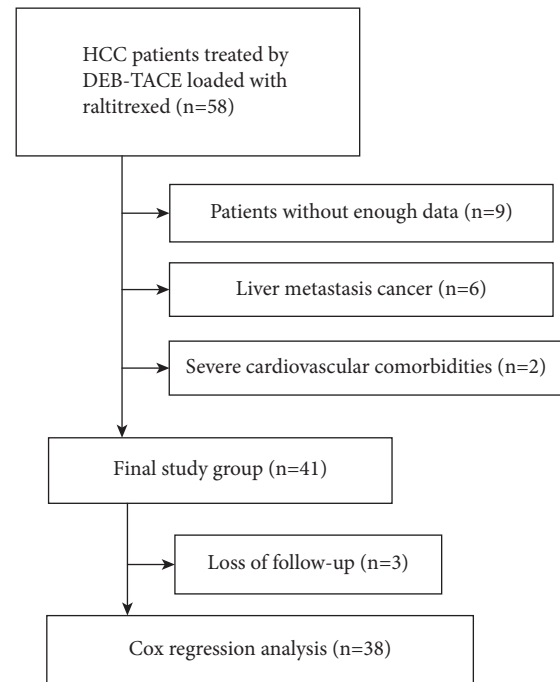 HCC patients treated by
DEB-TACE loaded with
raltitrexed (n=58)
Patients without enough data (n=9)
Liver metastasis cancer (n=6)
Severe cardiovascular comorbidities (n=2)
Final study group (n=41)
Loss of follow-up (n=3)
Cox regression analysis (n=38)